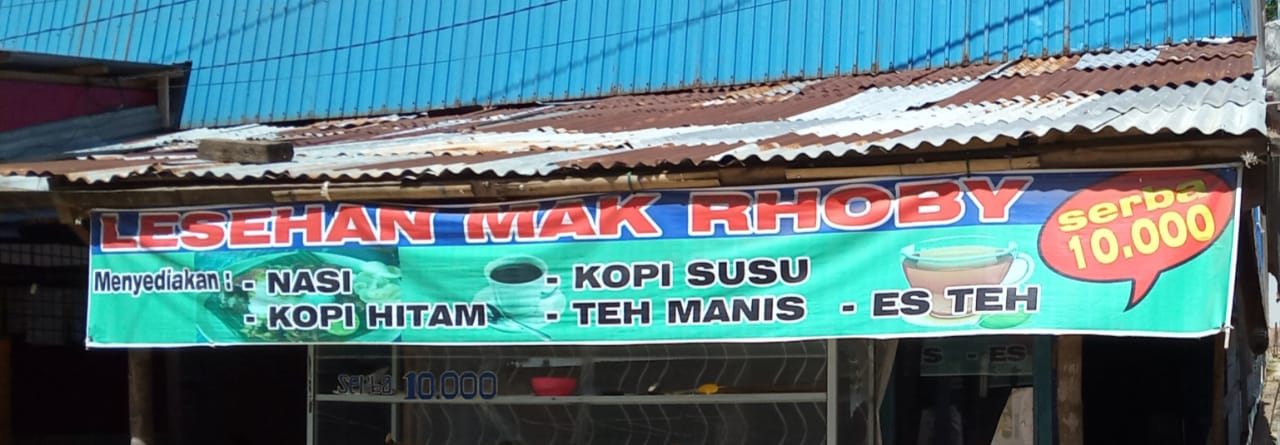 LESEHAN MAK RHOBY
serba
10.000
Menyediakan : - NASI - KOPI SUSU
- KOPI HITAM - TEH MANIS - ES TEH
serba 10.000
S - ES